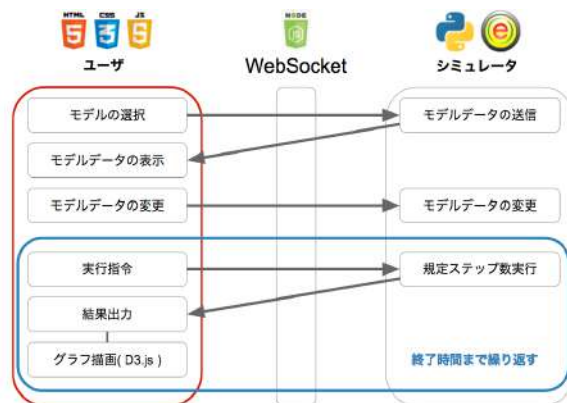 HTML CSS JS NODE
5 3 5 JS e
ユーザ WebSocket シミュレータ
モデルの選択 モデルデータの送信
モデルデータの表示
モデルデータの変更 モデルデータの変更
実行指令 規定ステップ数実行
結果出力
グラフ描画( D3.js ) 終了時間まで繰り返す